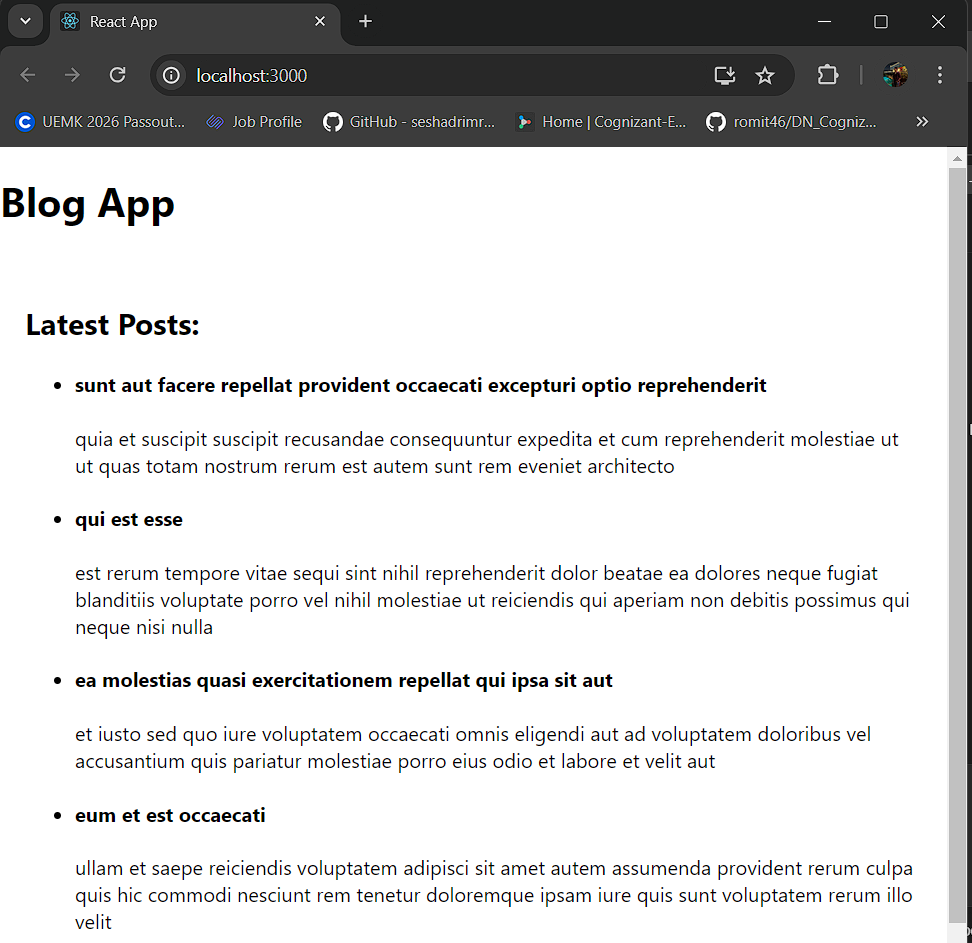 React App
localhost:3000
UEMK 2026 Passout...
Job Profile
GitHub - seshadrimr...
Home | Cognizant-E...
romit46/DN_Cogniz...
Blog App
Latest Posts:
• sunt aut facere repellat provident occaecati excepturi optio reprehenderit
quia et suscipit suscipit recusandae consequuntur expedita et cum reprehenderit molestiae ut
ut quas totam nostrum rerum est autem sunt rem eveniet architecto
• qui est esse
est rerum tempore vitae sequi sint nihil reprehenderit dolor beatae ea dolores neque fugiat
blanditiis voluptate porro vel nihil molestiae ut reiciendis qui aperiam non debitis possimus qui
neque nisi nulla
• ea molestias quasi exercitationem repellat qui ipsa sit aut
et iusto sed quo iure voluptatem occaecati omnis eligendi aut ad voluptatem doloribus vel
accusantium quis pariatur molestiae porro eius odio et labore et velit aut
• eum et est occaecati
ullam et saepe reiciendis voluptatem adipisci sit amet autem assumenda provident rerum culpa
quis hic commodi nesciunt rem tenetur doloremque ipsam iure quis sunt voluptatem rerum illo
velit